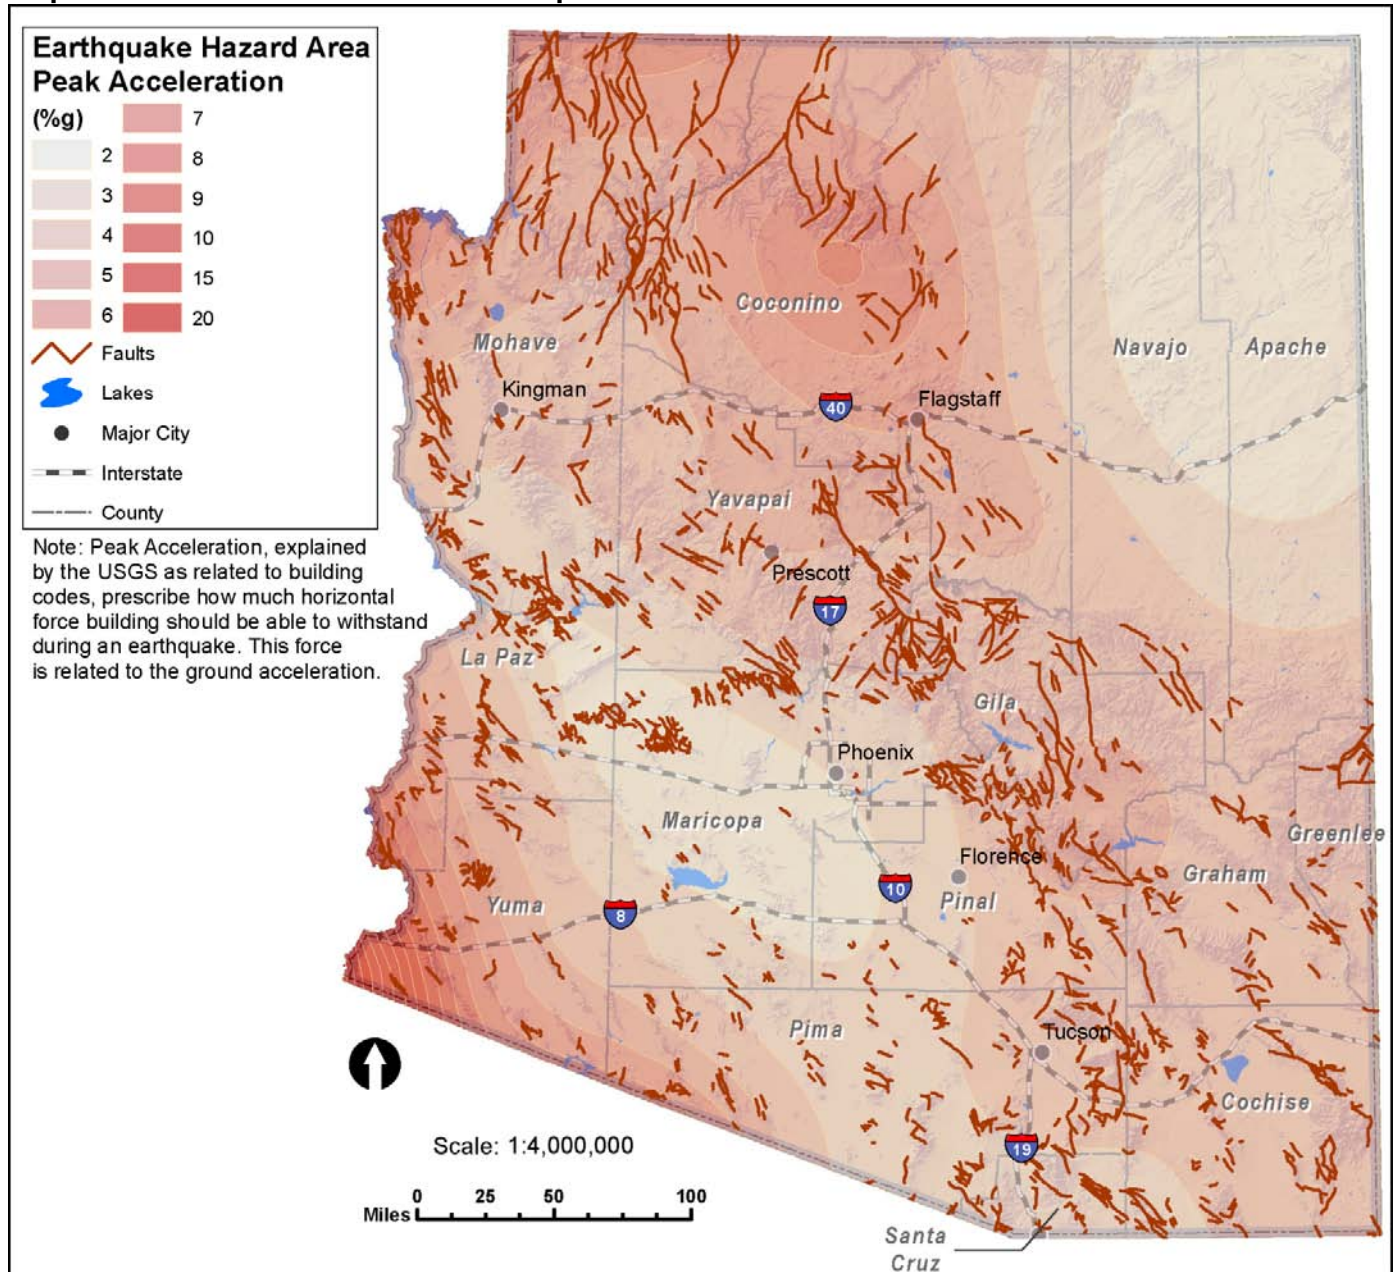 Earthquake Hazard Area
Peak Acceleration
(%g)
2
3
4
5
6
7
8
9
10
15
20
Faults
Lakes
Major City
Interstate
County
Note: Peak Acceleration, explained
by the USGS as related to building
codes, prescribe how much horizontal
force building should be able to withstand
during an earthquake. This force
is related to the ground acceleration.
Coconino
Mohave
Navajo
Apache
Kingman
40
Flagstaff
Yavapai
Prescott
17
La Paz
Gila
Phoenix
Maricopa
Greenlee
Florence
Graham
10
Pinal
Yuma
8
Pima
Tucson
Cochise
19
Santa
Cruz
Scale: 1:4,000,000
0 25 50 100
Miles